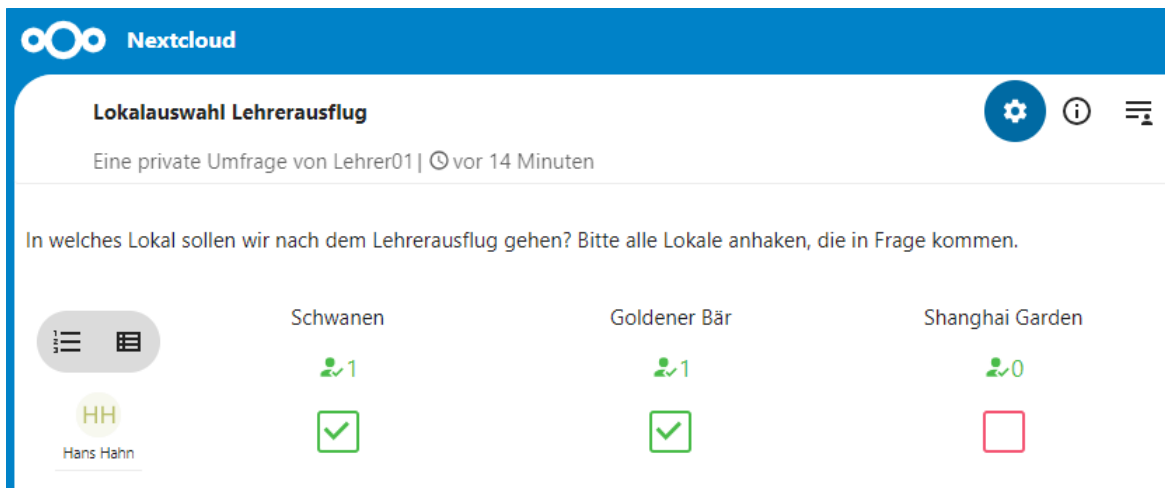 Nextcloud
Lokalauswahl Lehrerausflug
Eine private Umfrage von Lehrer01| vor 14 Minuten
In welches Lokal sollen wir nach dem Lehrerausflug gehen? Bitte alle Lokale anhaken, die in Frage kommen.
Schwanen Goldener Bär Shanghai Garden
1 1 0
HH
Hans Hahn